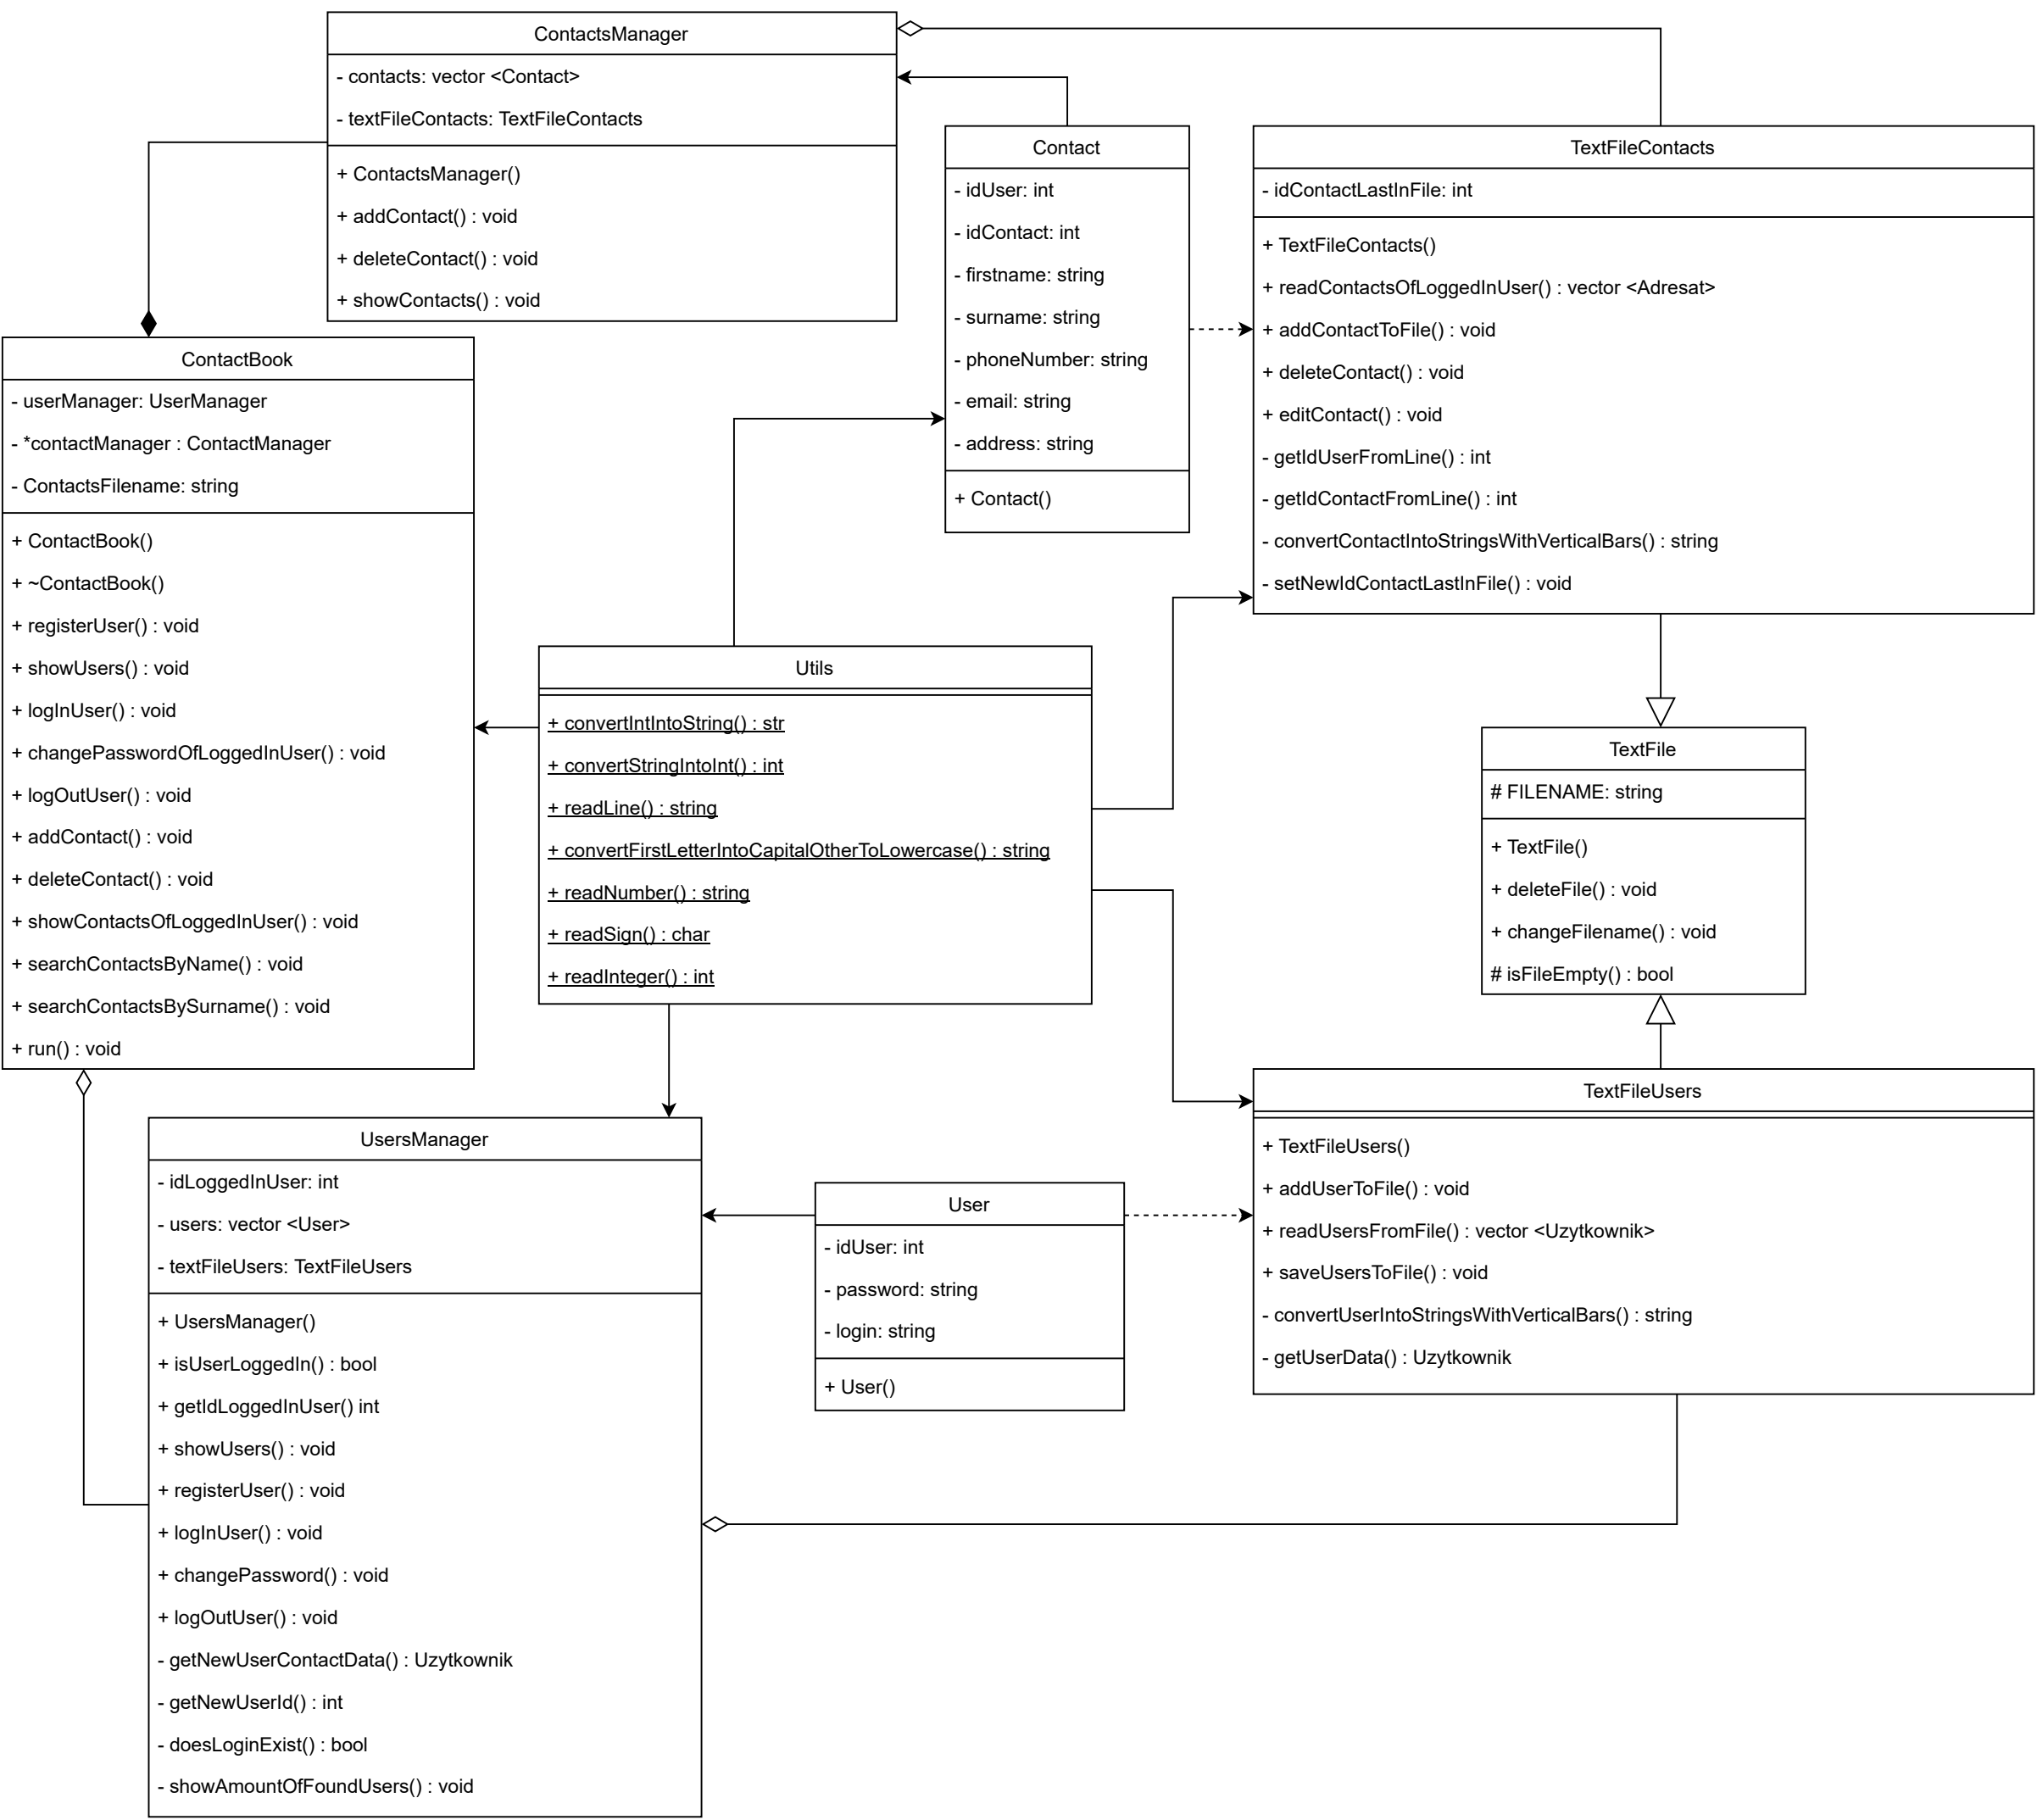 ContactsManager
- contacts: vector <Contact>
- textFileContacts: TextFileContacts
+ ContactsManager()
+ addContact() : void
+ deleteContact() : void
+ showContacts() : void
Contact
- idUser: int
- idContact: int
- firstname: string
- surname: string
- phoneNumber: string
- email: string
- address: string
+ Contact()
TextFileContacts
- idContactLastInFile: int
+ TextFileContacts()
+ readContactsOfLoggedInUser() : vector <Adresat>
+ addContactToFile() : void
+ deleteContact() : void
+ editContact() : void
- getIdUserFromLine() : int
- getIdContactFromLine() : int
- convertContactIntoStringsWithVerticalBars() : string
- setNewIdContactLastInFile() : void
ContactBook
- userManager: UserManager
- *contactManager : ContactManager
- ContactsFilename: string
+ ContactBook()
+ ~ContactBook()
+ registerUser() : void
+ showUsers() : void
+ logInUser() : void
+ changePasswordOfLoggedInUser() : void
+ logOutUser() : void
+ addContact() : void
+ deleteContact() : void
+ showContactsOfLoggedInUser() : void
+ searchContactsByName() : void
+ searchContactsBySurname() : void
+ run() : void
Utils
+ convertIntIntoString() : str
+ convertStringIntoInt() : int
+ readLine() : string
+ convertFirstLetterIntoCapitalOtherToLowercase() : string
+ readNumber() : string
+ readSign() : char
+ readInteger() : int
TextFile
# FILENAME: string
+ TextFile()
+ deleteFile() : void
+ changeFilename() : void
# isFileEmpty() : bool
UsersManager
- idLoggedInUser: int
- users: vector <User>
- textFileUsers: TextFileUsers
+ UsersManager()
+ isUserLoggedIn() : bool
+ getIdLoggedInUser() int
+ showUsers() : void
+ registerUser() : void
+ logInUser() : void
+ changePassword() : void
+ logOutUser() : void
- getNewUserContactData() : Uzytkownik
- getNewUserId() : int
- doesLoginExist() : bool
- showAmountOfFoundUsers() : void
User
- idUser: int
- password: string
- login: string
+ User()
TextFileUsers
+ TextFileUsers()
+ addUserToFile() : void
+ readUsersFromFile() : vector <Uzytkownik>
+ saveUsersToFile() : void
- convertUserIntoStringsWithVerticalBars() : string
- getUserData() : Uzytkownik